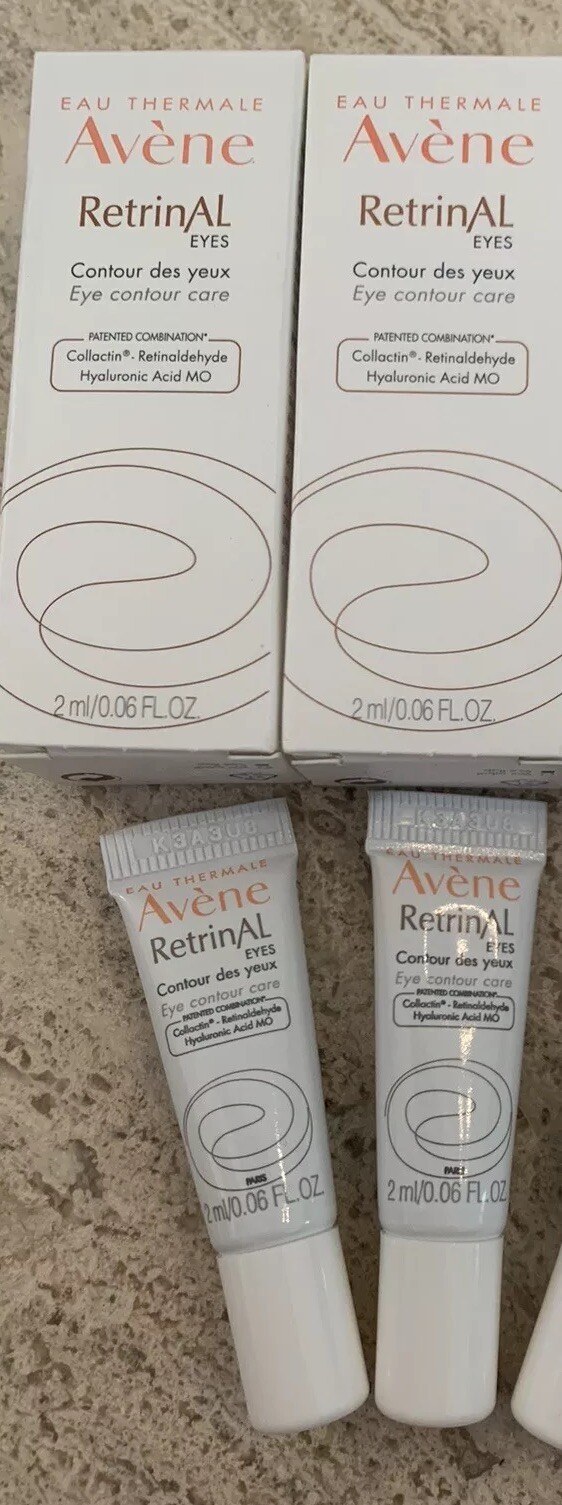 EAU THERMALE
Avène
RetrinAL
EYES
Contour des yeux
Eye contour care
PATENTED COMBINATION*
Collactin® - Retinaldehyde
Hyaluronic Acid MO
2 ml/0.06 FL.OZ.
EAU THERMALE
Avène
RetrinAL
EYES
Contour des yeux
Eye contour care
PATENTED COMBINATION*
Collactin® - Retinaldehyde
Hyaluronic Acid MO
2 ml/0.06 FL.OZ.
EAU THERMALE
Avène
RetrinAL
EYES
Contour des yeux
Eye contour care
PATENTED COMBINATION*
Collactin® - Retinaldehyde
Hyaluronic Acid MO
PARIS
2 ml/0.06 FL.OZ
EAU THERMALE
Avène
RetrinAL
EYES
Contour des yeux
Eye contour care
PATENTED COMBINATION*
Collactin® - Retinaldehyde
Hyaluronic Acid MO
PARIS
2 ml/0.06 FL.OZ